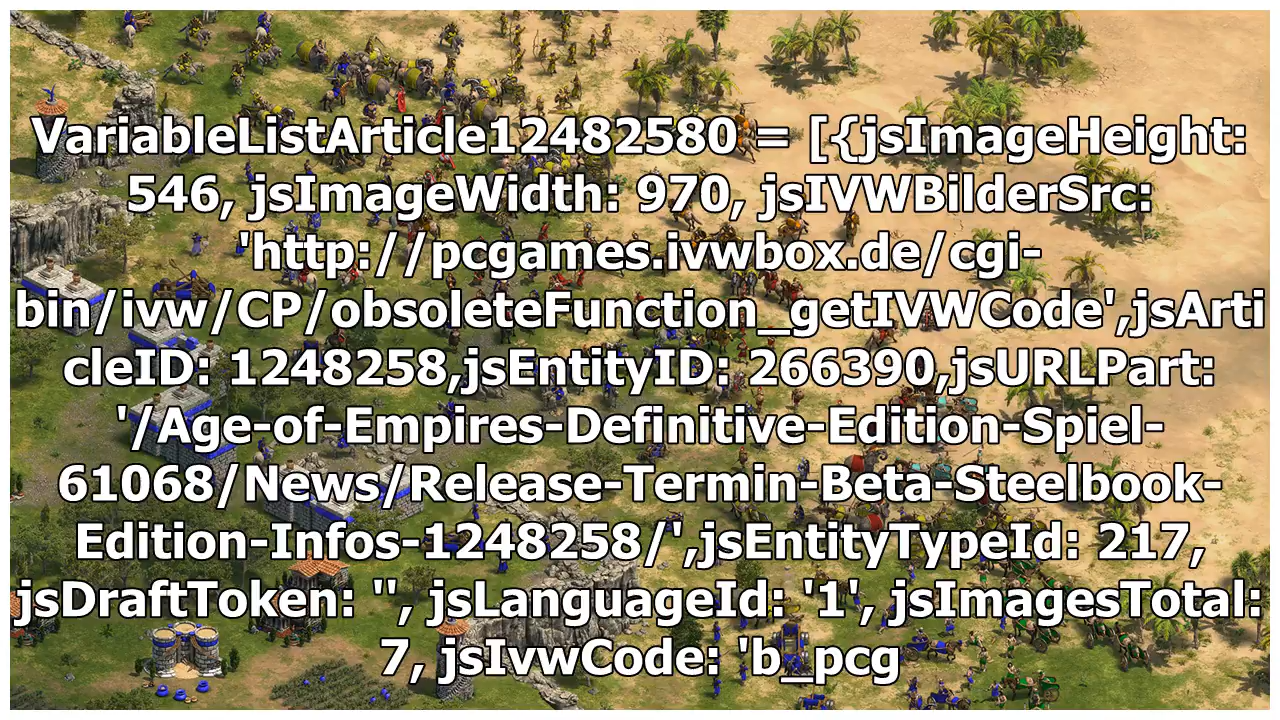 VariableListArticle12482580 = [{jsImageHeight:
546, jsImageWidth: 970, jsIVWBilderSrc:
'http://pcgames.ivwbox.de/cgi-
bin/ivw/CP/obsoleteFunction_getIVWCode',jsArti
cleID: 1248258,jsEntityID: 266390,jsURLPart:
'/Age-of-Empires-Definitive-Edition-Spiel-
61068/News/Release-Termin-Beta-Steelbook-
Edition-Infos-1248258/',jsEntityTypeId: 217,
jsDraftToken: '', jsLanguageId: '1', jsImagesTotal:
7, jsIvwCode: 'b_pcg